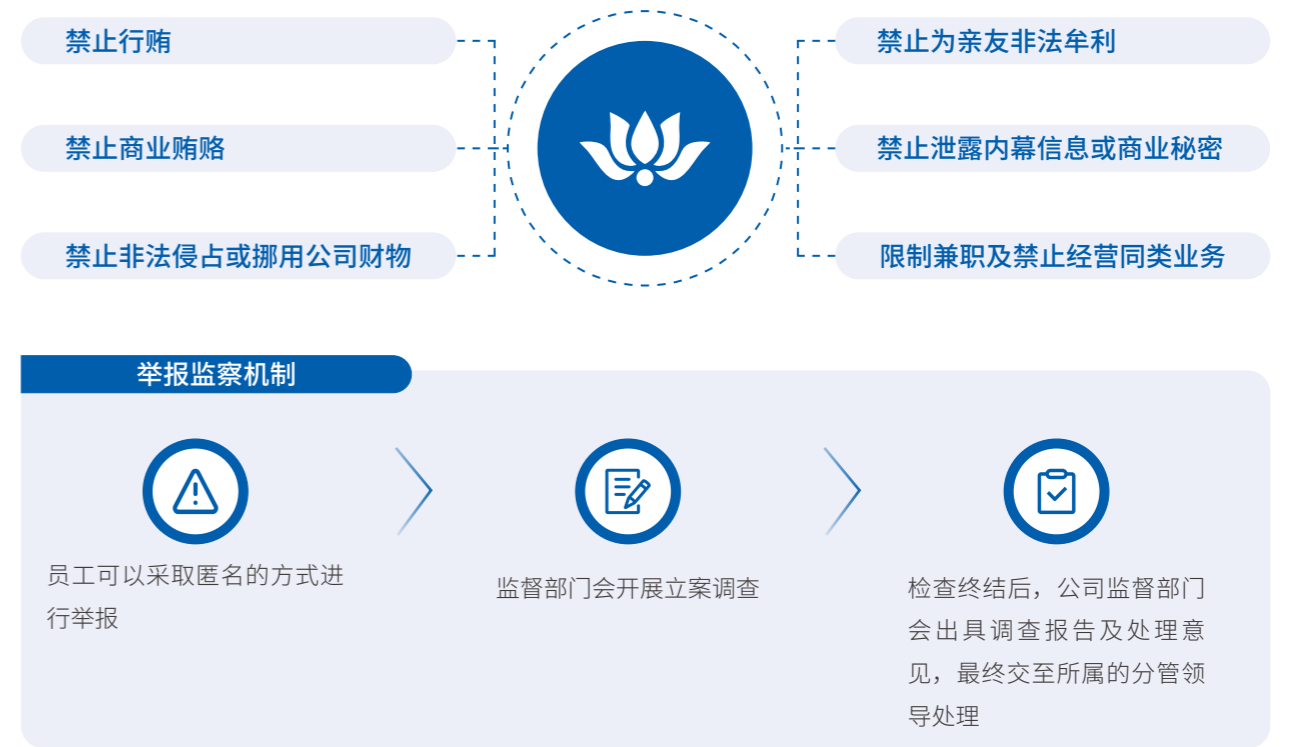 禁止行贿
禁止商业贿赂
禁止非法侵占或挪用公司财物
禁止为亲友非法牟利
禁止泄露内幕信息或商业秘密
限制兼职及禁止经营同类业务
举报监察机制
员工可以采取匿名的方式进
行举报
监督部门会开展立案调查
检查终结后，公司监督部门
会出具调查报告及处理意
见，最终交至所属的分管领
导处理